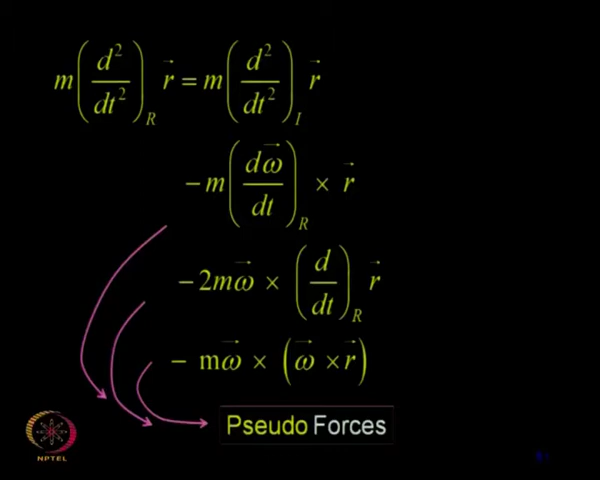 m(d²/dt²)_R r⃗ = m(d²/dt²)_I r⃗
−m(dω⃗/dt)_R × r⃗
−2mω⃗ × (d/dt)_R r⃗
− mω⃗ × (ω⃗ × r⃗)
Pseudo Forces
NPTEL